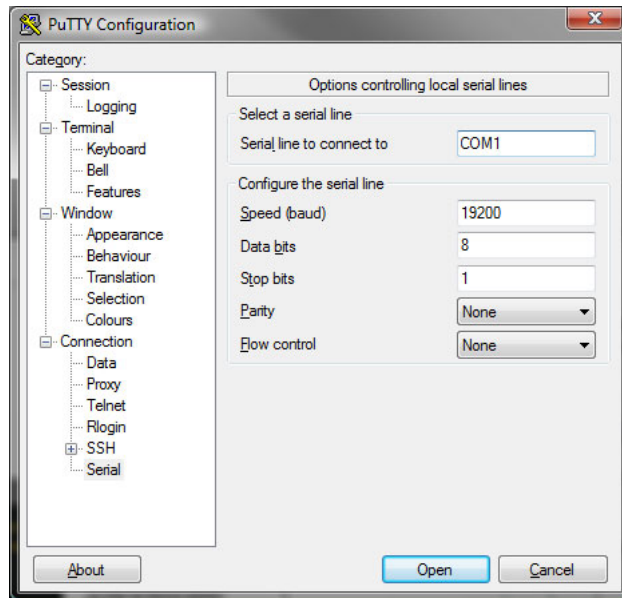 PuTTY Configuration
Category:
Session
Logging
Terminal
Keyboard
Bell
Features
Window
Appearance
Behaviour
Translation
Selection
Colours
Connection
Data
Proxy
Telnet
Rlogin
SSH
Serial
Options controlling local serial lines
Select a serial line
Serial line to connect to COM1
Configure the serial line
Speed (baud) 19200
Data bits 8
Stop bits 1
Parity None
Flow control None
About Open Cancel